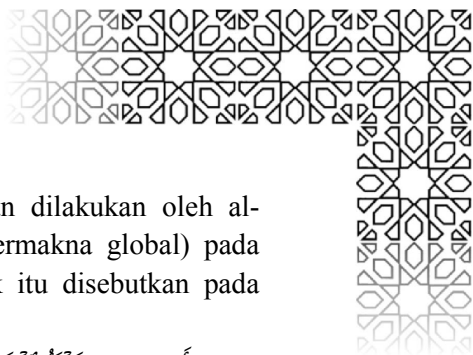 n dilakukan oleh al-
ermakna global) pada
itu disebutkan pada